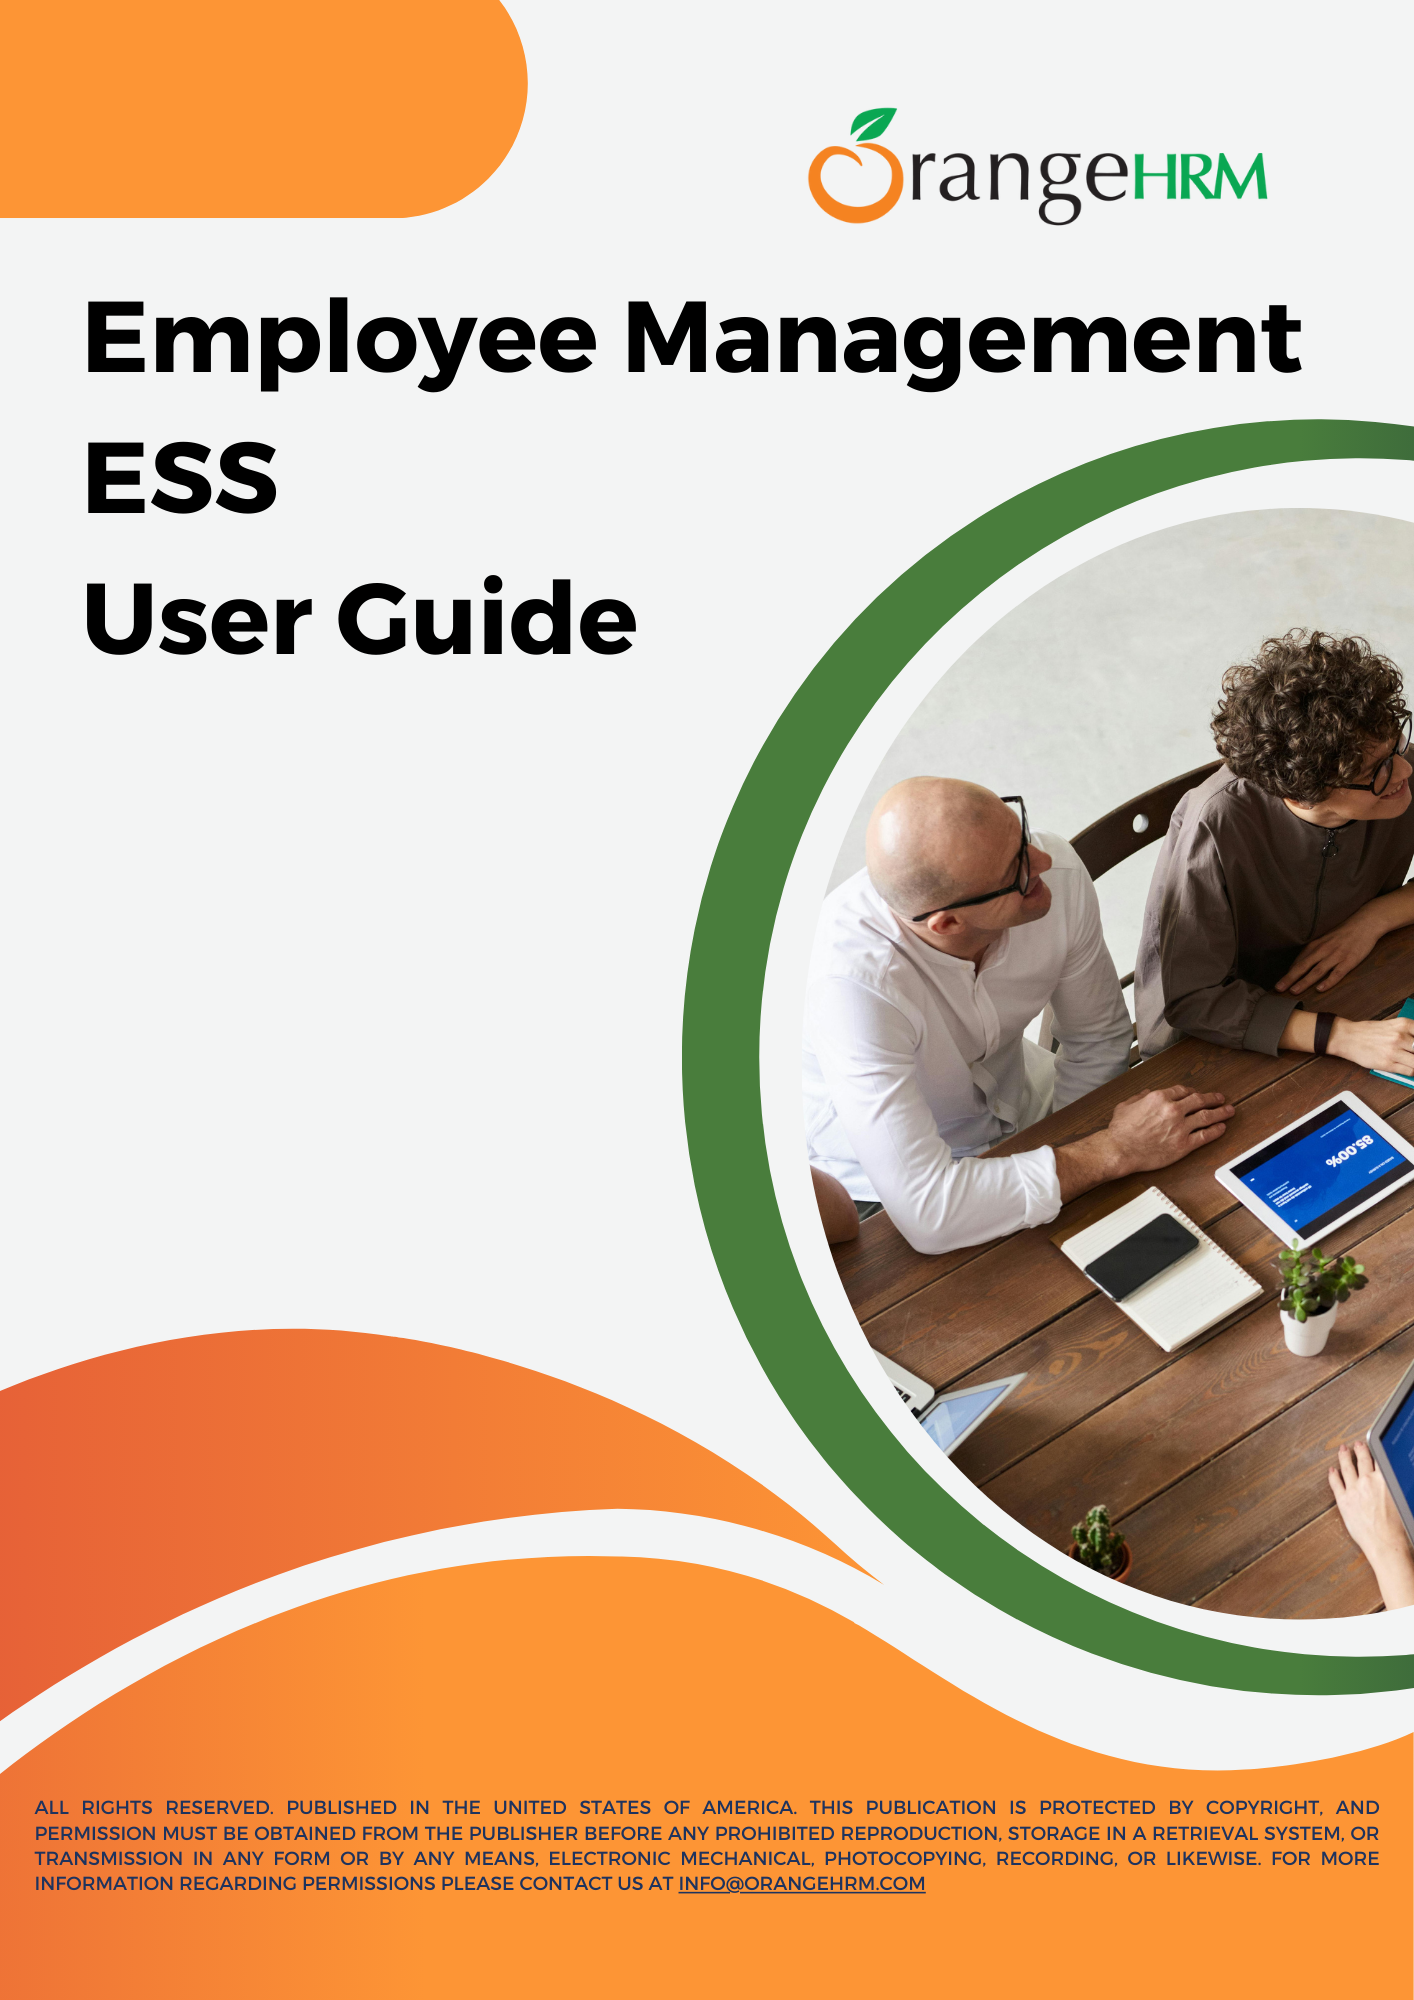 OrangeHRM
Employee Management
ESS
User Guide
85.00%
ALL RIGHTS RESERVED. PUBLISHED IN THE UNITED STATES OF AMERICA. THIS PUBLICATION IS PROTECTED BY COPYRIGHT, AND
PERMISSION MUST BE OBTAINED FROM THE PUBLISHER BEFORE ANY PROHIBITED REPRODUCTION, STORAGE IN A RETRIEVAL SYSTEM, OR
TRANSMISSION IN ANY FORM OR BY ANY MEANS, ELECTRONIC MECHANICAL, PHOTOCOPYING, RECORDING, OR LIKEWISE. FOR MORE
INFORMATION REGARDING PERMISSIONS PLEASE CONTACT US AT INFO@ORANGEHRM.COM